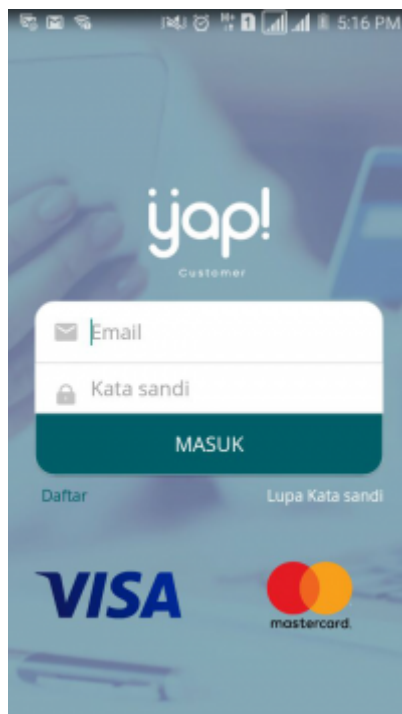 5:16 PM
yap!
Customer
Email
Kata sandi
MASUK
Daftar
Lupa Kata sandi
VISA
mastercard.